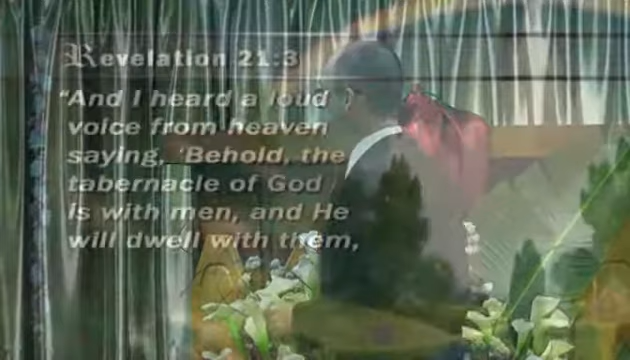 Revelation 21:3
"And I heard a loud
voice from heaven
saying, 'Behold, the
tabernacle of God
is with men, and He
will dwell with them,